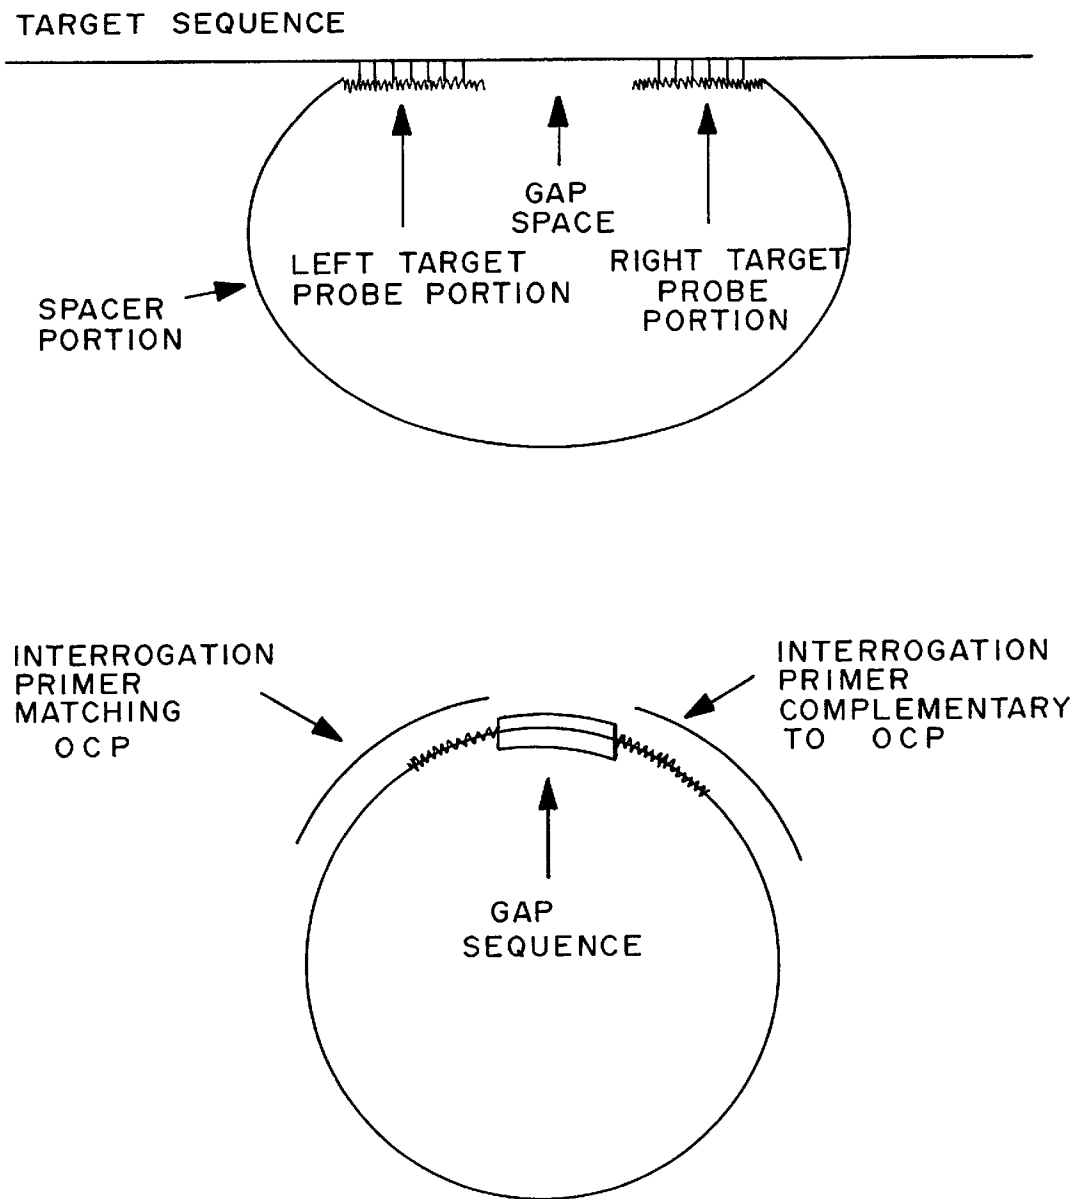 TARGET SEQUENCE
GAP
SPACE
LEFT TARGET
PROBE PORTION
RIGHT TARGET
PROBE
PORTION
SPACER
PORTION
INTERROGATION
PRIMER
MATCHING
OCP
INTERROGATION
PRIMER
COMPLEMENTARY
TO OCP
GAP
SEQUENCE